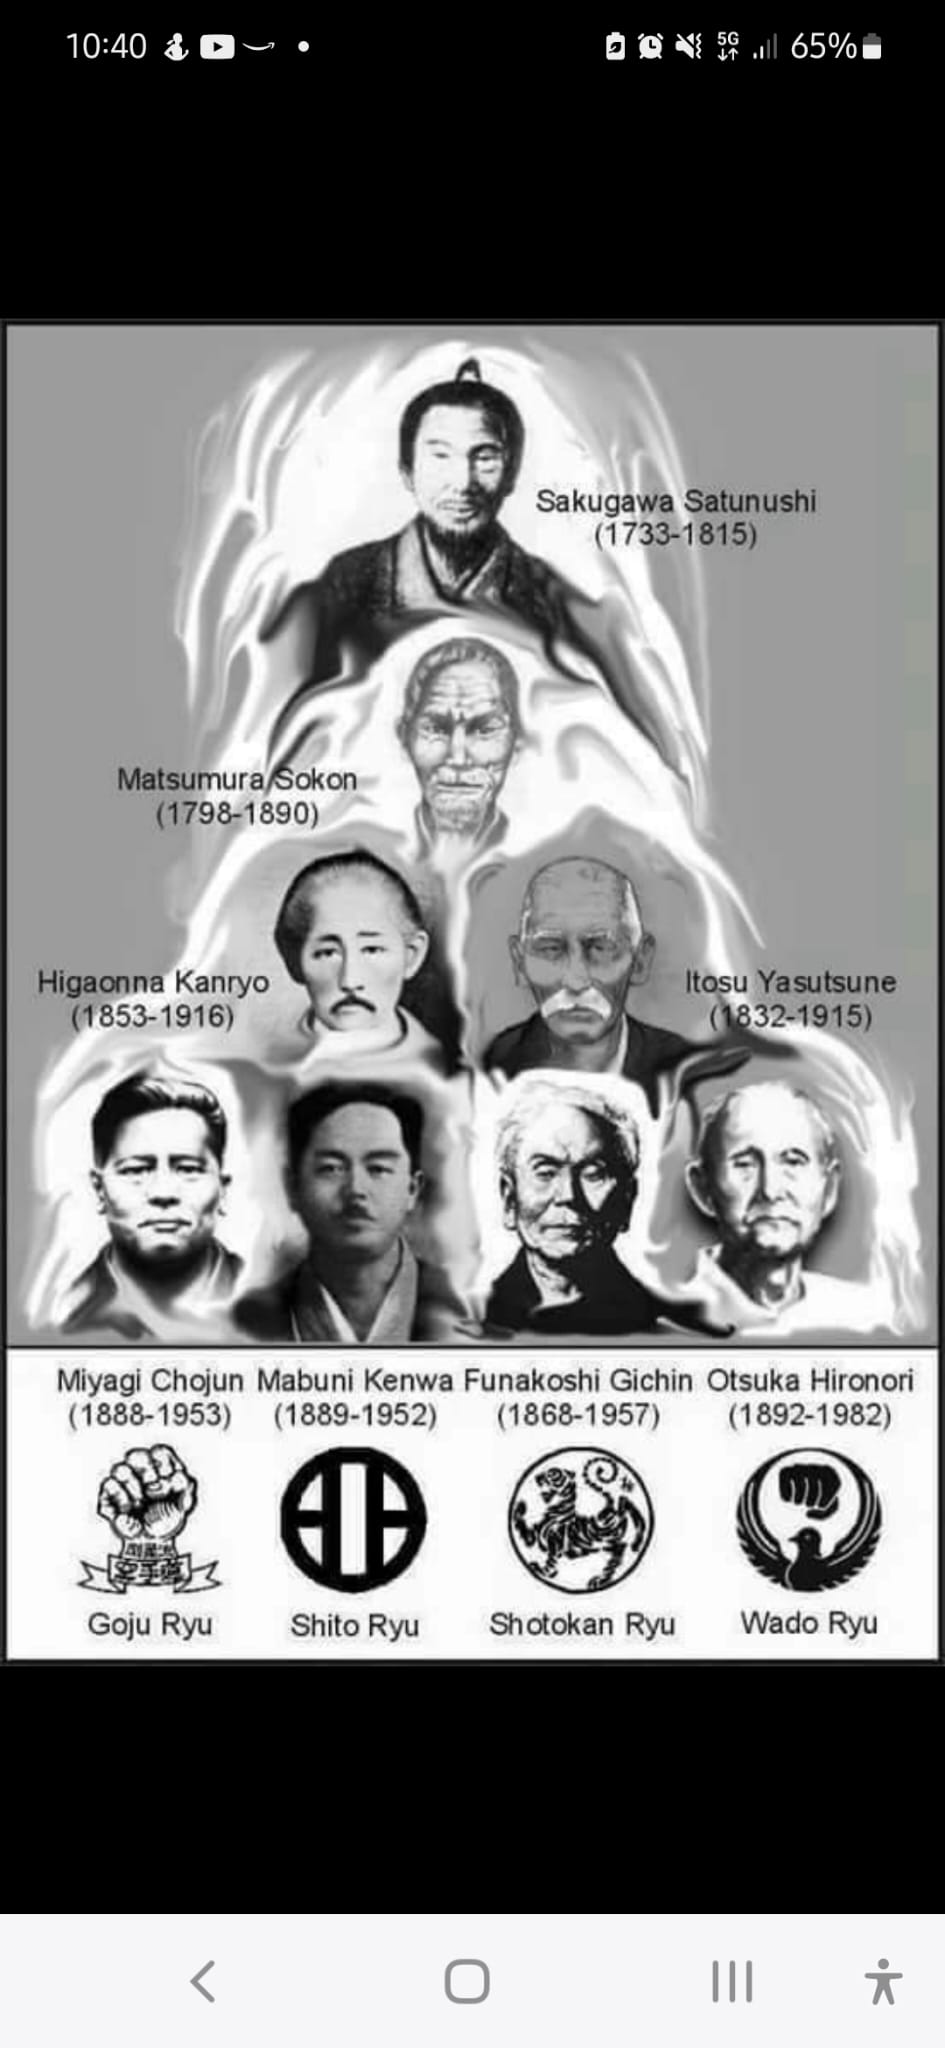 10:40
5G
65%
Sakugawa Satunushi
(1733-1815)
Matsumura Sokon
(1798-1890)
Higaonna Kanryo
(1853-1916)
Itosu Yasutsune
(1832-1915)
Miyagi Chojun Mabuni Kenwa Funakoshi Gichin Otsuka Hironori
(1888-1953) (1889-1952) (1868-1957) (1892-1982)
Goju Ryu Shito Ryu Shotokan Ryu Wado Ryu